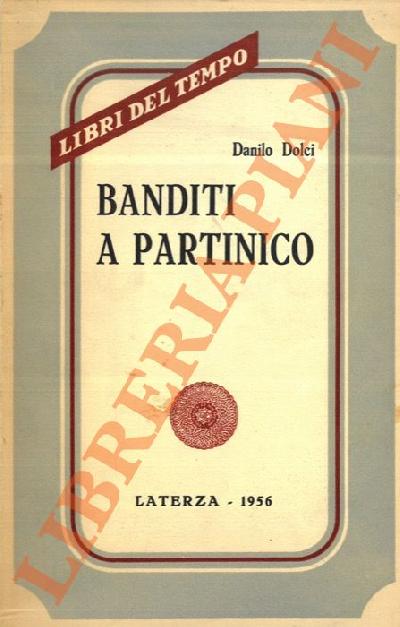 LIBRI DEL TEMPO
Danilo Dolci
BANDITI
A PARTINICO
LATERZA - 1956
LIBRERIA PIANI